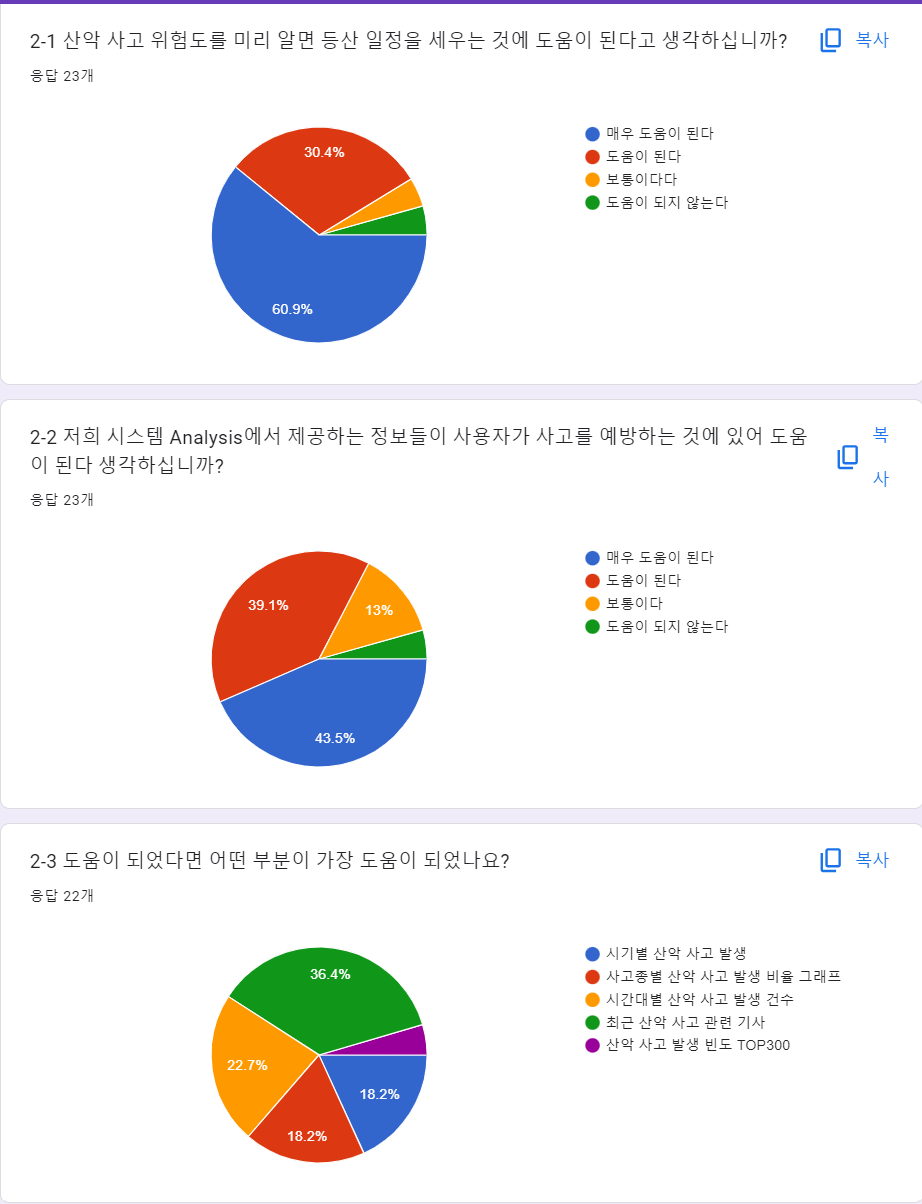 2-1 산악 사고 위험도를 미리 알면 등산 일정을 세우는 것에 도움이 된다고 생각하십니까?
복사
응답 23개
매우 도움이 된다
도움이 된다
보통이다다
도움이 되지 않는다
30.4%
60.9%
2-2 저희 시스템 Analysis에서 제공하는 정보들이 사용자가 사고를 예방하는 것에 있어 도움
이 된다 생각하십니까?
복
사
응답 23개
매우 도움이 된다
도움이 된다
보통이다
도움이 되지 않는다
39.1%
13%
43.5%
2-3 도움이 되었다면 어떤 부분이 가장 도움이 되었나요?
복사
응답 22개
시기별 산악 사고 발생
사고종별 산악 사고 발생 비율 그래프
시간대별 산악 사고 발생 건수
최근 산악 사고 관련 기사
산악 사고 발생 빈도 TOP300
36.4%
22.7%
18.2%
18.2%